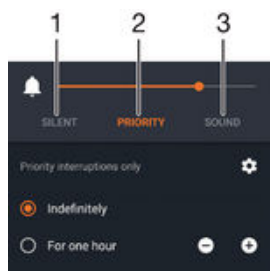 1 2 3
SILENT PRIORITY SOUND
Priority interruptions only
Indefinitely
For one hour